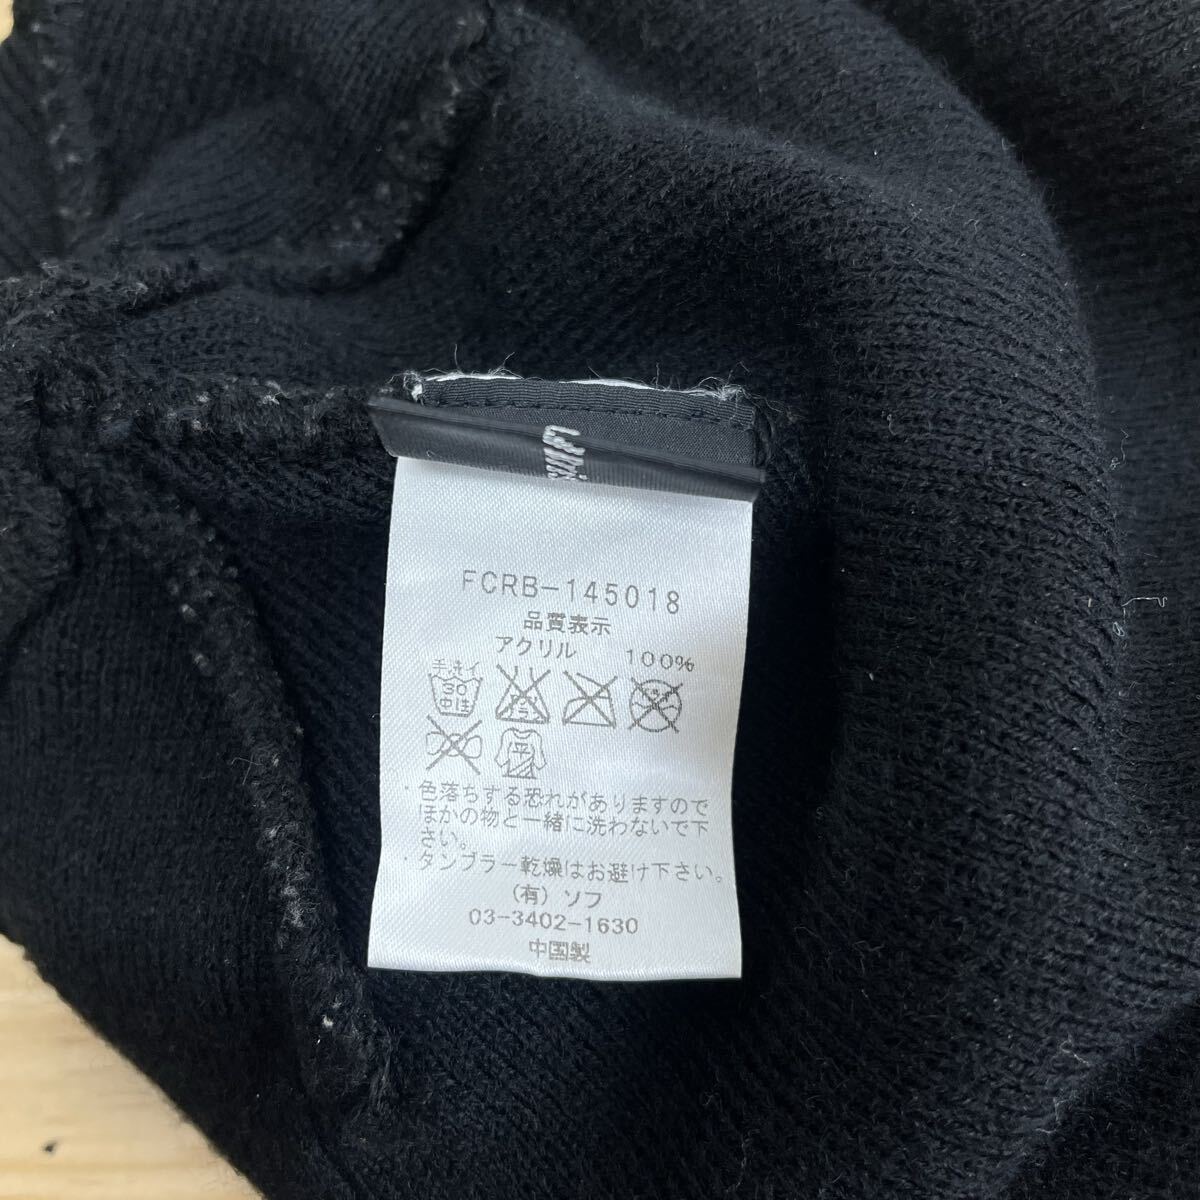 FCRB-145018
品質表示
アクリル 100%
手洗イ
30
中性
平
・色落ちする恐れがありますので
ほかの物と一緒に洗わないで下
さい。
・タンブラー乾燥はお避け下さい。
(有) ソフ
03-3402-1630
中国製